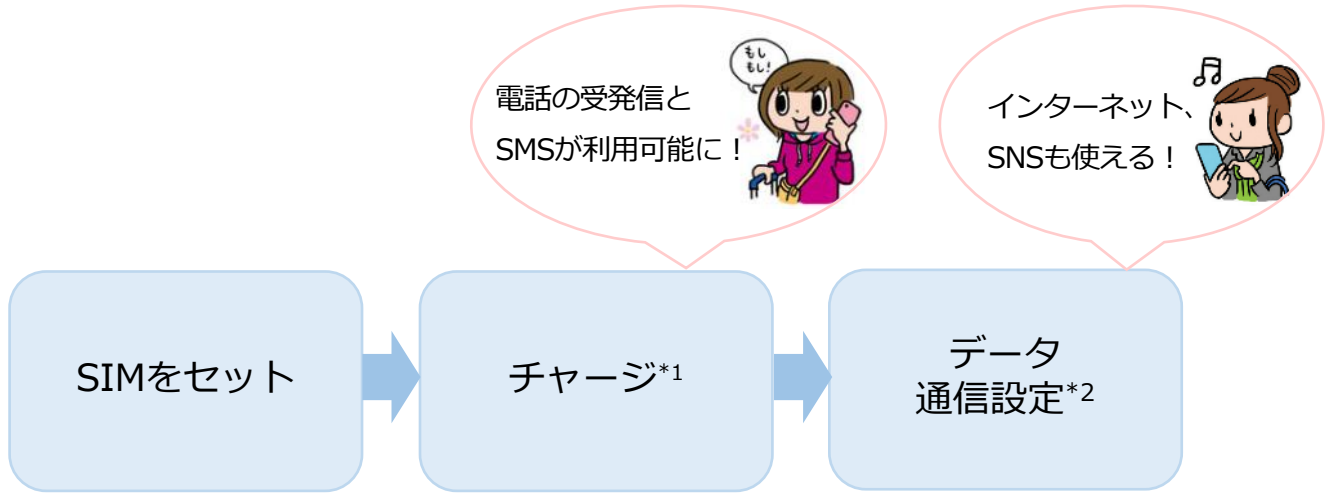 もし
もし!
電話の受発信と
SMSが利用可能に！
インターネット、
SNSも使える！
SIMをセット
チャージ*1
データ
通信設定*2